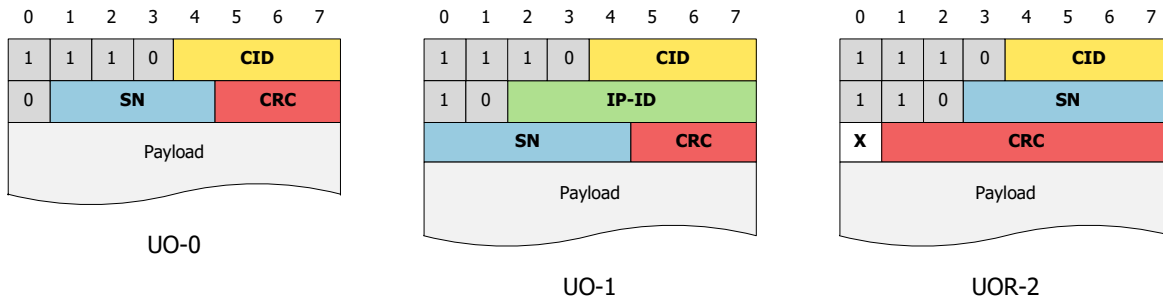 0 1 2 3 4 5 6 7
1 1 1 0 CID
0 SN CRC
Payload
UO-0
0 1 2 3 4 5 6 7
1 1 1 0 CID
1 0 IP-ID
SN CRC
Payload
UO-1
0 1 2 3 4 5 6 7
1 1 1 0 CID
1 1 0 SN
X CRC
Payload
UOR-2